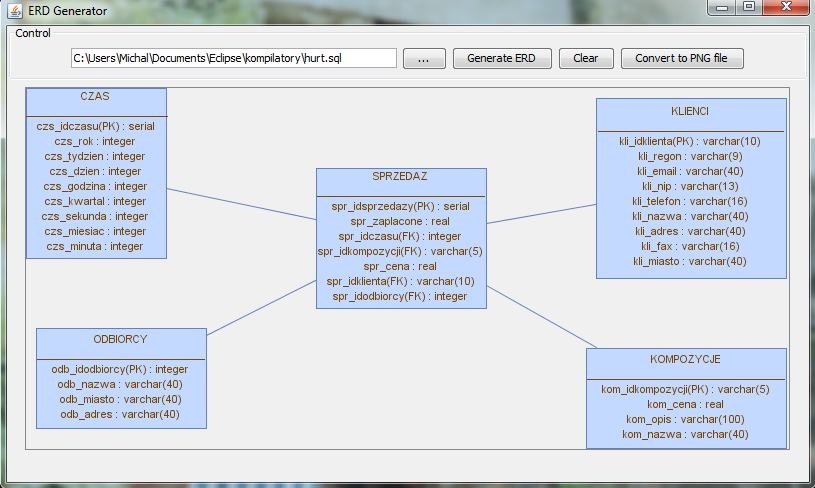 ERD Generator
Control
C:\Users\Michal\Documents\Eclipse\kompilatory\hurt.sql
...
Generate ERD
Clear
Convert to PNG file
CZAS
czs_idczasu(PK) : serial
czs_rok : integer
czs_tydzien : integer
czs_dzien : integer
czs_godzina : integer
czs_kwartal : integer
czs_sekunda : integer
czs_miesiac : integer
czs_minuta : integer
SPRZEDAZ
spr_idsprzedazy(PK) : serial
spr_zaplacone : real
spr_idczasu(FK) : integer
spr_idkompozycji(FK) : varchar(5)
spr_cena : real
spr_idklienta(FK) : varchar(10)
spr_idodbiorcy(FK) : integer
KLIENCI
kli_idklienta(PK) : varchar(10)
kli_regon : varchar(9)
kli_email : varchar(40)
kli_nip : varchar(13)
kli_telefon : varchar(16)
kli_nazwa : varchar(40)
kli_adres : varchar(40)
kli_fax : varchar(16)
kli_miasto : varchar(40)
ODBIORCY
odb_idodbiorcy(PK) : integer
odb_nazwa : varchar(40)
odb_miasto : varchar(40)
odb_adres : varchar(40)
KOMPOZYCJE
kom_idkompozycji(PK) : varchar(5)
kom_cena : real
kom_opis : varchar(100)
kom_nazwa : varchar(40)